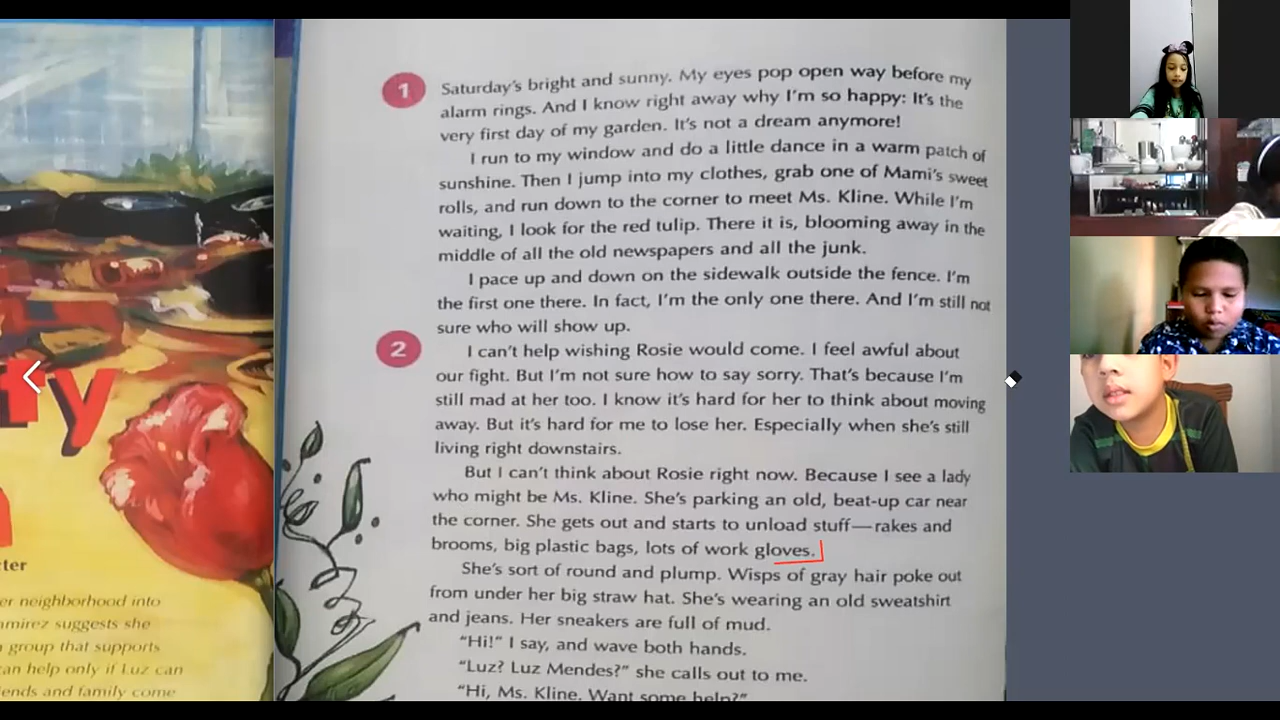 fy
ter
er neighborhood into
amirez suggests she
group that supports
an help only if Luz can
ends and family come
1
Saturday's bright and sunny. My eyes pop open way before my
alarm rings. And I know right away why I'm so happy: It's the
very first day of my garden. It's not a dream anymore!
I run to my window and do a little dance in a warm patch of
sunshine. Then I jump into my clothes, grab one of Mami's sweet
rolls, and run down to the corner to meet Ms. Kline. While I'm
waiting, I look for the red tulip. There it is, blooming away in the
middle of all the old newspapers and all the junk.
I pace up and down on the sidewalk outside the fence. I'm
the first one there. In fact, I'm the only one there. And I'm still not
sure who will show up.
2
I can't help wishing Rosie would come. I feel awful about
our fight. But I'm not sure how to say sorry. That's because I'm
still mad at her too. I know it's hard for her to think about moving
away. But it's hard for me to lose her. Especially when she's still
living right downstairs.
But I can't think about Rosie right now. Because I see a lady
who might be Ms. Kline. She's parking an old, beat-up car near
the corner. She gets out and starts to unload stuff—rakes and
brooms, big plastic bags, lots of work gloves.
She's sort of round and plump. Wisps of gray hair poke out
from under her big straw hat. She's wearing an old sweatshirt
and jeans. Her sneakers are full of mud.
"Hi!" I say, and wave both hands.
"Luz? Luz Mendes?" she calls out to me.
"Hi, Ms. Kline. Want some help?"